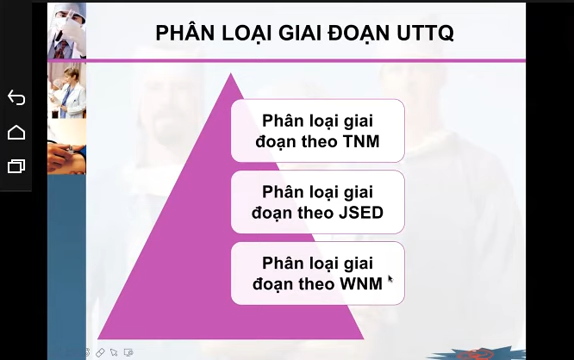 PHÂN LOẠI GIAI ĐOẠN UTTQ
Phân loại giai
đoạn theo TNM
Phân loại giai
đoạn theo JSED
Phân loại giai
đoạn theo WNM